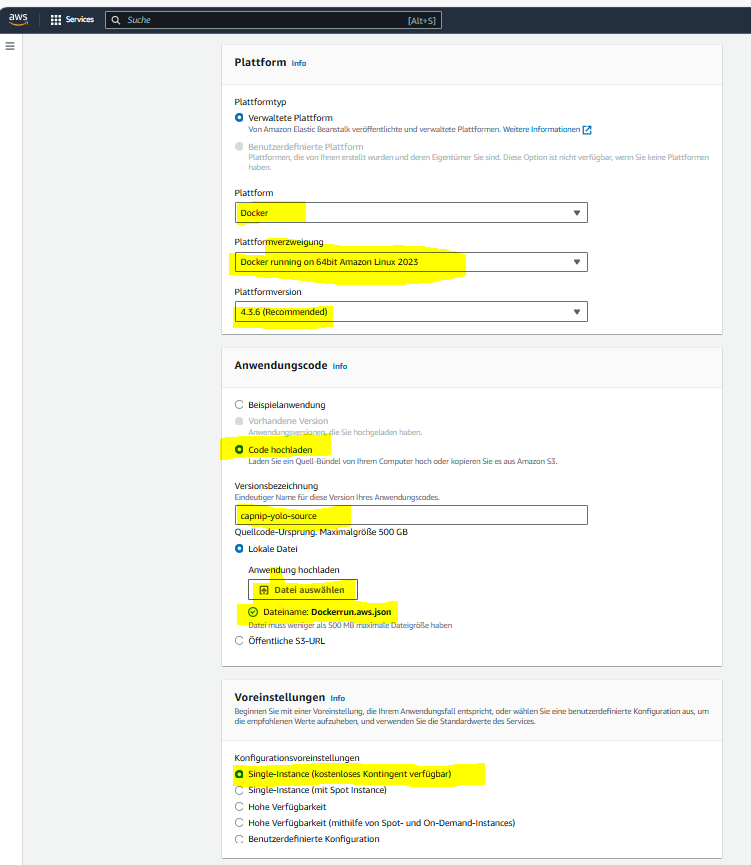 aws
Services
Suche
[Alt+S]
Plattform Info
Plattformtyp
Verwaltete Plattform
Von Amazon Elastic Beanstalk veröffentlichte und verwaltete Plattformen. Weitere Informationen
Benutzerdefinierte Plattform
Plattformen, die von Ihnen erstellt wurden und deren Eigentümer Sie sind. Diese Option ist nicht verfügbar, wenn Sie keine Plattformen
haben.
Plattform
Docker
Plattformverzweigung
Docker running on 64bit Amazon Linux 2023
Plattformversion
4.3.6 (Recommended)
Anwendungscode Info
Beispielanwendung
Vorhandene Version
Anwendungsversionen, die Sie hochgeladen haben.
Code hochladen
Laden Sie ein Quell-Bündel von Ihrem Computer hoch oder kopieren Sie es aus Amazon S3.
Versionsbezeichnung
Eindeutiger Name für diese Version Ihres Anwendungscodes.
capnip-yolo-source
Quellcode-Ursprung. Maximalgröße 500 GB
Lokale Datei
Anwendung hochladen
Datei auswählen
Dateiname: Dockerrun.aws.json
Datei muss weniger als 500 MB maximale Dateigröße haben
Öffentliche S3-URL
Voreinstellungen Info
Beginnen Sie mit einer Voreinstellung, die Ihrem Anwendungsfall entspricht, oder wählen Sie eine benutzerdefinierte Konfiguration aus, um
die empfohlenen Werte aufzuheben, und verwenden Sie die Standardwerte des Services.
Konfigurationsvoreinstellungen
Single-Instance (kostenloses Kontingent verfügbar)
Single-Instance (mit Spot Instance)
Hohe Verfügbarkeit
Hohe Verfügbarkeit (mithilfe von Spot- und On-Demand-Instances)
Benutzerdefinierte Konfiguration